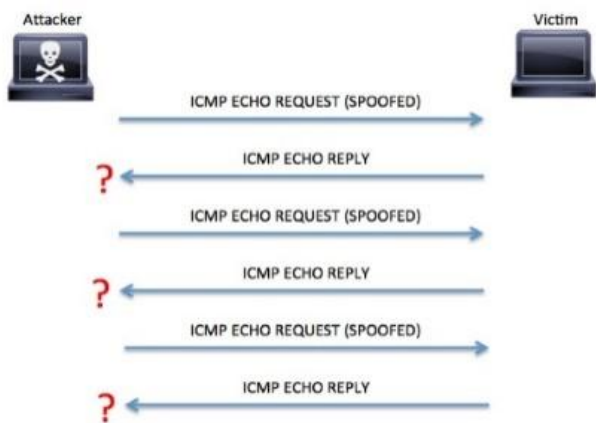 Attacker
Victim
ICMP ECHO REQUEST (SPOOFED)
ICMP ECHO REPLY
?
ICMP ECHO REQUEST (SPOOFED)
ICMP ECHO REPLY
?
ICMP ECHO REQUEST (SPOOFED)
ICMP ECHO REPLY
?